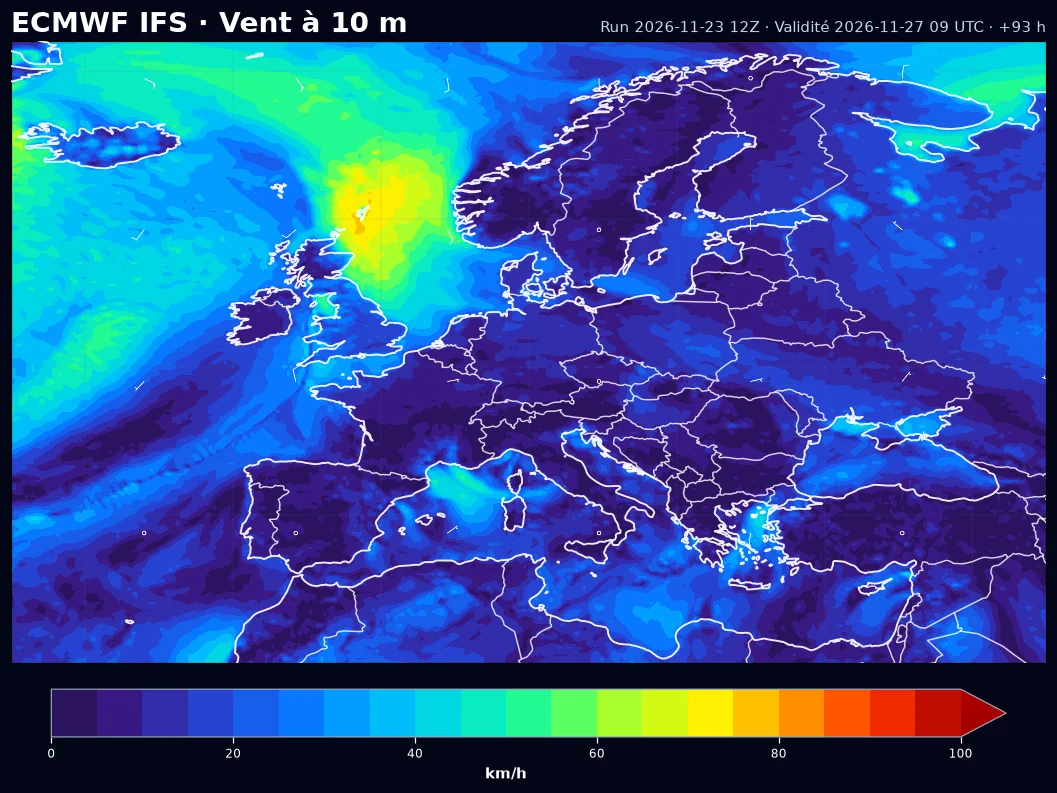 ECMWF IFS · Vent à 10 m
Run 2026-11-23 12Z · Validité 2026-11-27 09 UTC · +93 h
0 20 40 60 80 100
km/h